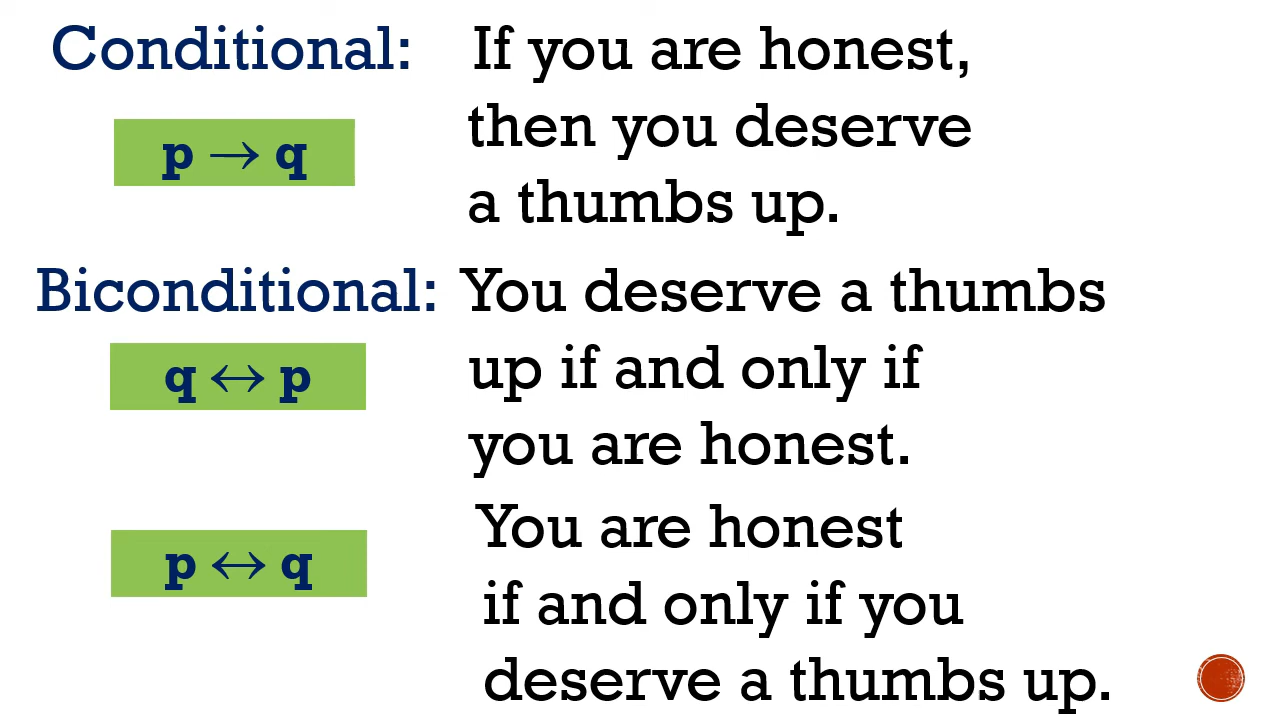 Conditional: If you are honest,
then you deserve
p → q
a thumbs up.
Biconditional: You deserve a thumbs
up if and only if
q ↔ p
you are honest.
You are honest
p ↔ q
if and only if you
deserve a thumbs up.